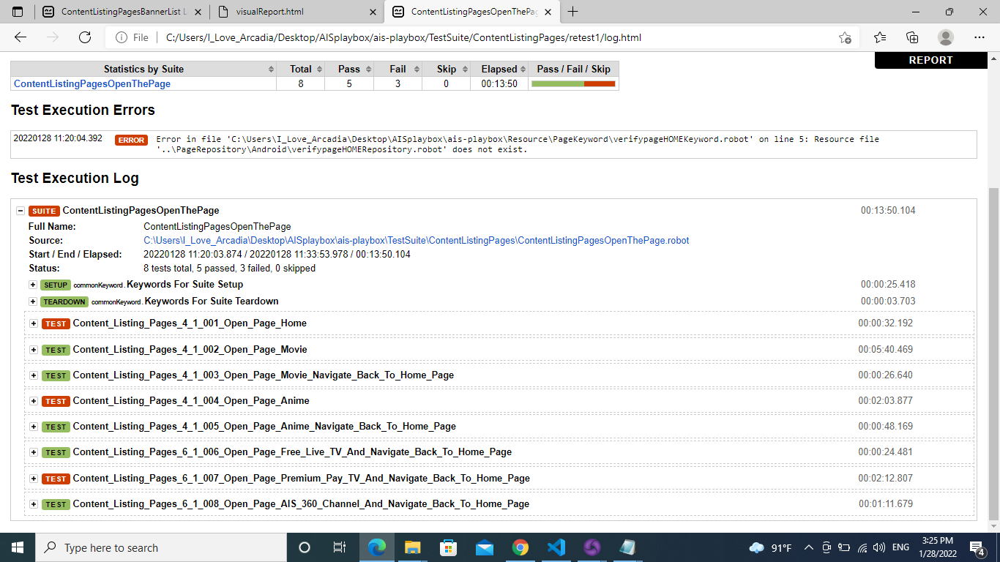 ContentListingPagesBannerList L
visualReport.html
ContentListingPagesOpenThePag
File
C:/Users/I_Love_Arcadia/Desktop/AISplaybox/ais-playbox/TestSuite/ContentListingPages/retest1/log.html
REPORT
Statistics by Suite Total Pass Fail Skip Elapsed Pass / Fail / Skip
ContentListingPagesOpenThePage 8 5 3 0 00:13:50
Test Execution Errors
20220128 11:20:04.392 ERROR Error in file 'C:\Users\I_Love_Arcadia\Desktop\AISplaybox\ais-playbox\Resource\PageKeyword\verifypageHOMEKeyword.robot' on line 5: Resource file
'..\PageRepository\Android\verifypageHOMERepository.robot' does not exist.
Test Execution Log
SUITE ContentListingPagesOpenThePage 00:13:50.104
Full Name: ContentListingPagesOpenThePage
Source: C:\Users\I_Love_Arcadia\Desktop\AISplaybox\ais-playbox\TestSuite\ContentListingPages\ContentListingPagesOpenThePage.robot
Start / End / Elapsed: 20220128 11:20:03.874 / 20220128 11:33:53.978 / 00:13:50.104
Status: 8 tests total, 5 passed, 3 failed, 0 skipped
SETUP commonKeyword. Keywords For Suite Setup 00:00:25.418
TEARDOWN commonKeyword. Keywords For Suite Teardown 00:00:03.703
TEST Content_Listing_Pages_4_1_001_Open_Page_Home 00:00:32.192
TEST Content_Listing_Pages_4_1_002_Open_Page_Movie 00:05:40.469
TEST Content_Listing_Pages_4_1_003_Open_Page_Movie_Navigate_Back_To_Home_Page 00:00:26.640
TEST Content_Listing_Pages_4_1_004_Open_Page_Anime 00:02:03.877
TEST Content_Listing_Pages_4_1_005_Open_Page_Anime_Navigate_Back_To_Home_Page 00:00:48.169
TEST Content_Listing_Pages_6_1_006_Open_Page_Free_Live_TV_And_Navigate_Back_To_Home_Page 00:00:24.481
TEST Content_Listing_Pages_6_1_007_Open_Page_Premium_Pay_TV_And_Navigate_Back_To_Home_Page 00:02:12.807
TEST Content_Listing_Pages_6_1_008_Open_Page_AIS_360_Channel_And_Navigate_Back_To_Home_Page 00:01:11.679
Type here to search
91°F
ENG
3:25 PM
1/28/2022
4